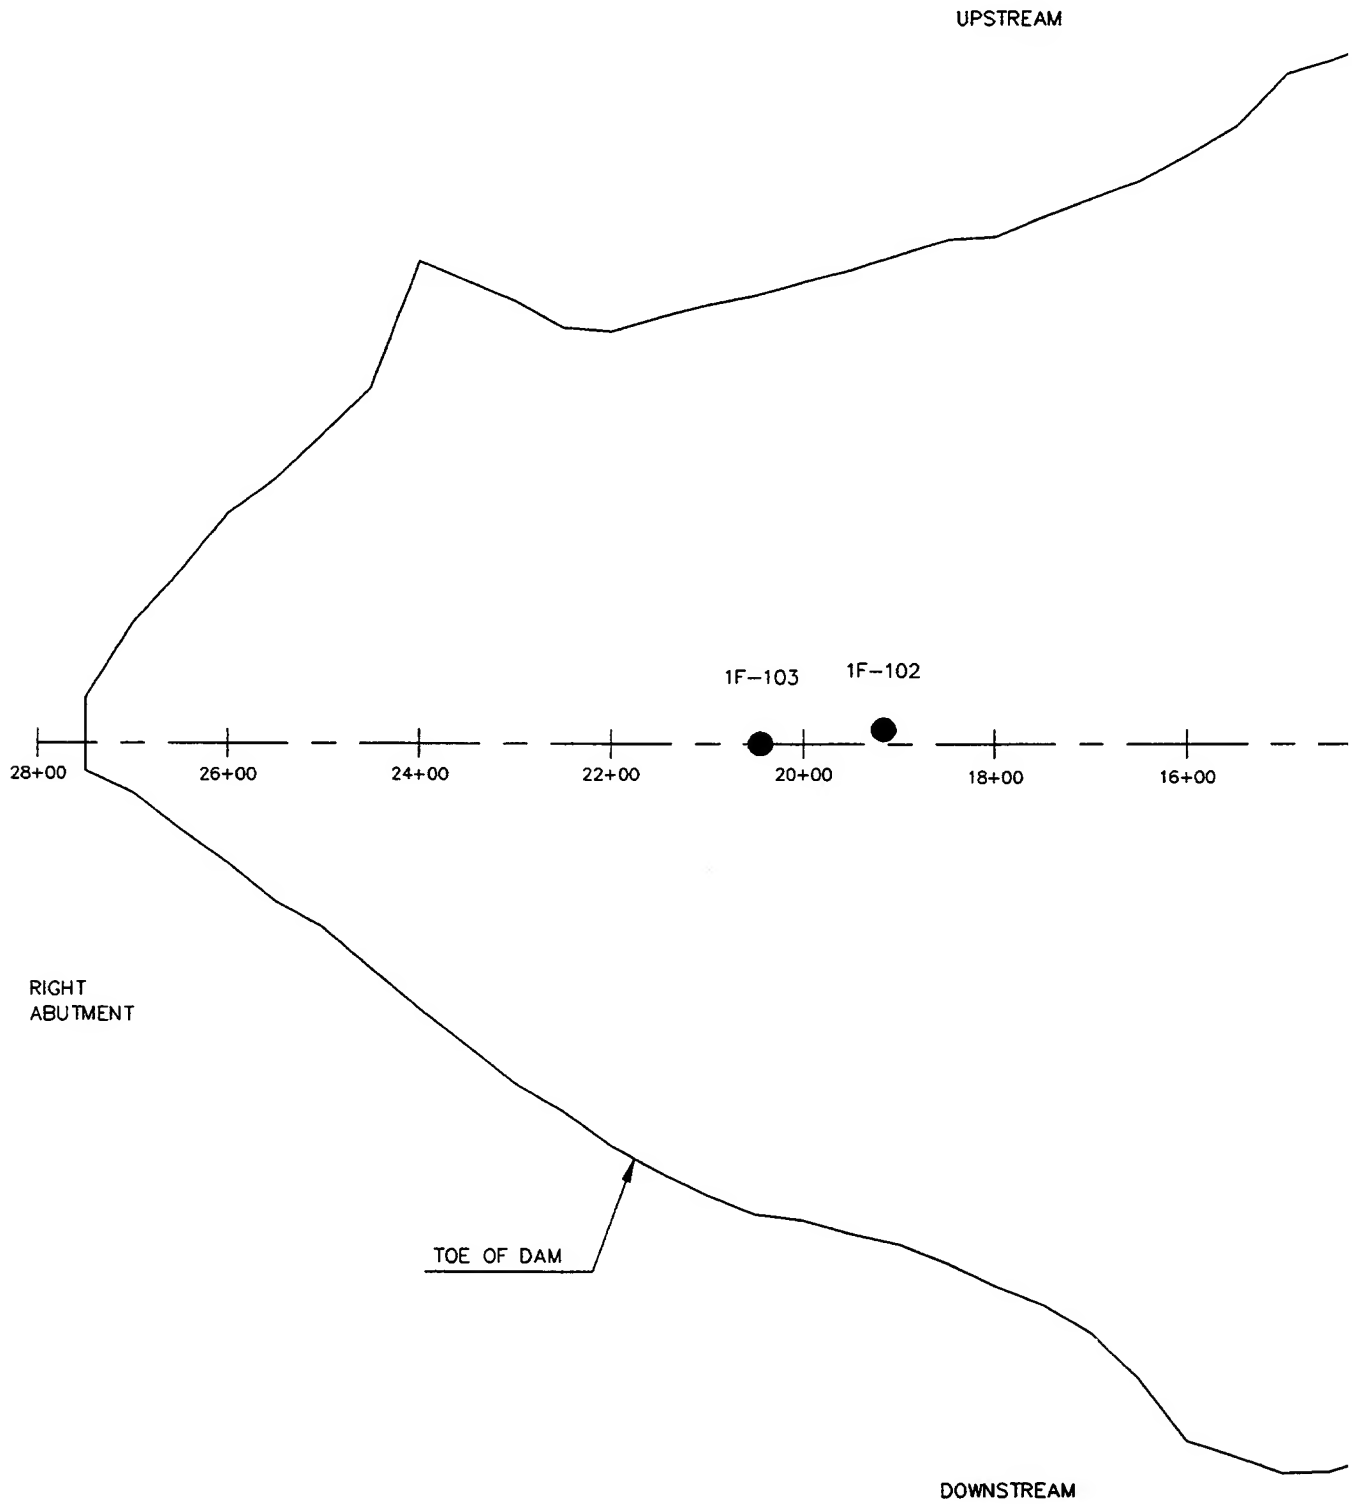 UPSTREAM
1F-103
1F-102
28+00
26+00
24+00
22+00
20+00
18+00
16+00
RIGHT
ABUTMENT
TOE OF DAM
DOWNSTREAM